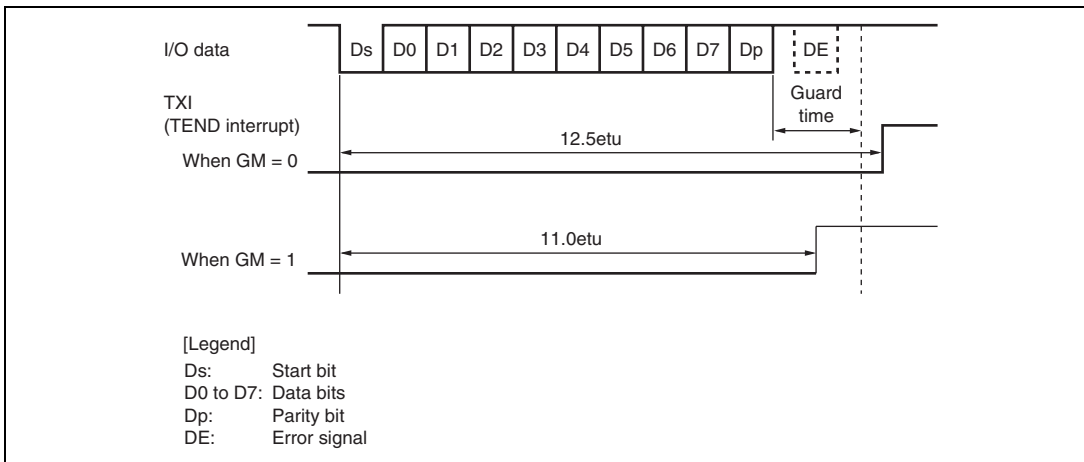 I/O data
Ds D0 D1 D2 D3 D4 D5 D6 D7 Dp DE
Guard
time
TXI
(TEND interrupt)
12.5etu
When GM = 0
11.0etu
When GM = 1
[Legend]
Ds: Start bit
D0 to D7: Data bits
Dp: Parity bit
DE: Error signal